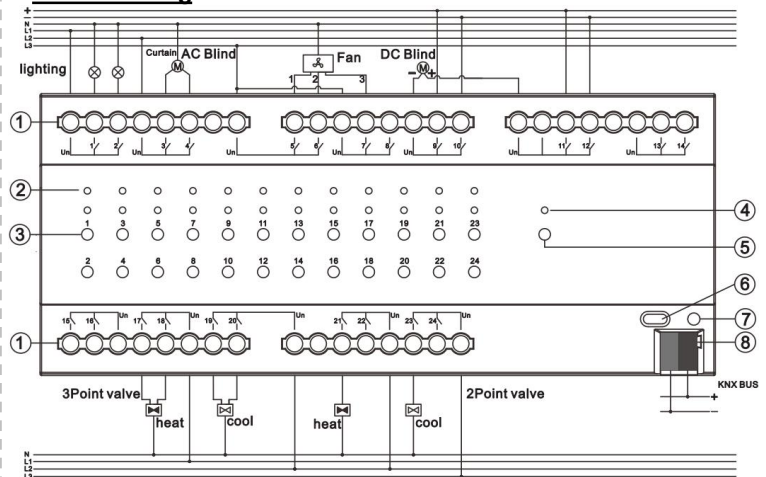 +
−
N
L1
L2
L3
lighting
Curtain AC Blind
M
Fan
1 2 3
DC Blind
− M +
1
Un 1 2 Un 3 4 Un 5 6 Un 7 8 Un 9 10 Un 11 12 Un 13 14
2
4
3
1 3 5 7 9 11 13 15 17 19 21 23
5
2 4 6 8 10 12 14 16 18 20 22 24
6
7
15 16 Un 17 18 Un 19 20 Un 21 22 Un 23 24 Un
1
8
KNX BUS
+
−
3Point valve
heat
cool
heat
cool
2Point valve
N
L1
L2
L3